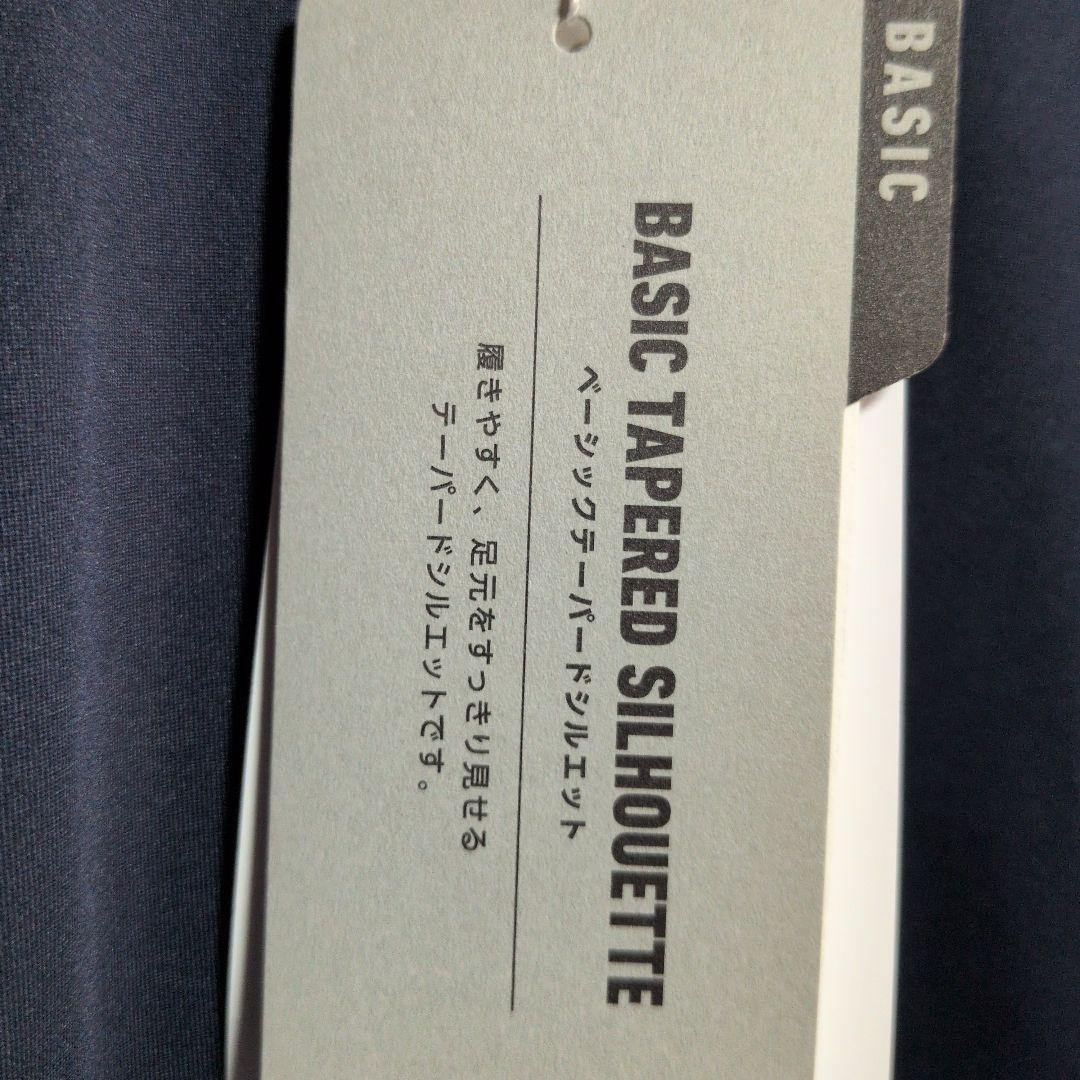 BASIC
BASIC TAPERED SILHOUETTE
ベーシックテーパードシルエット
履きやすく、足元をすっきり見せる
テーパードシルエットです。